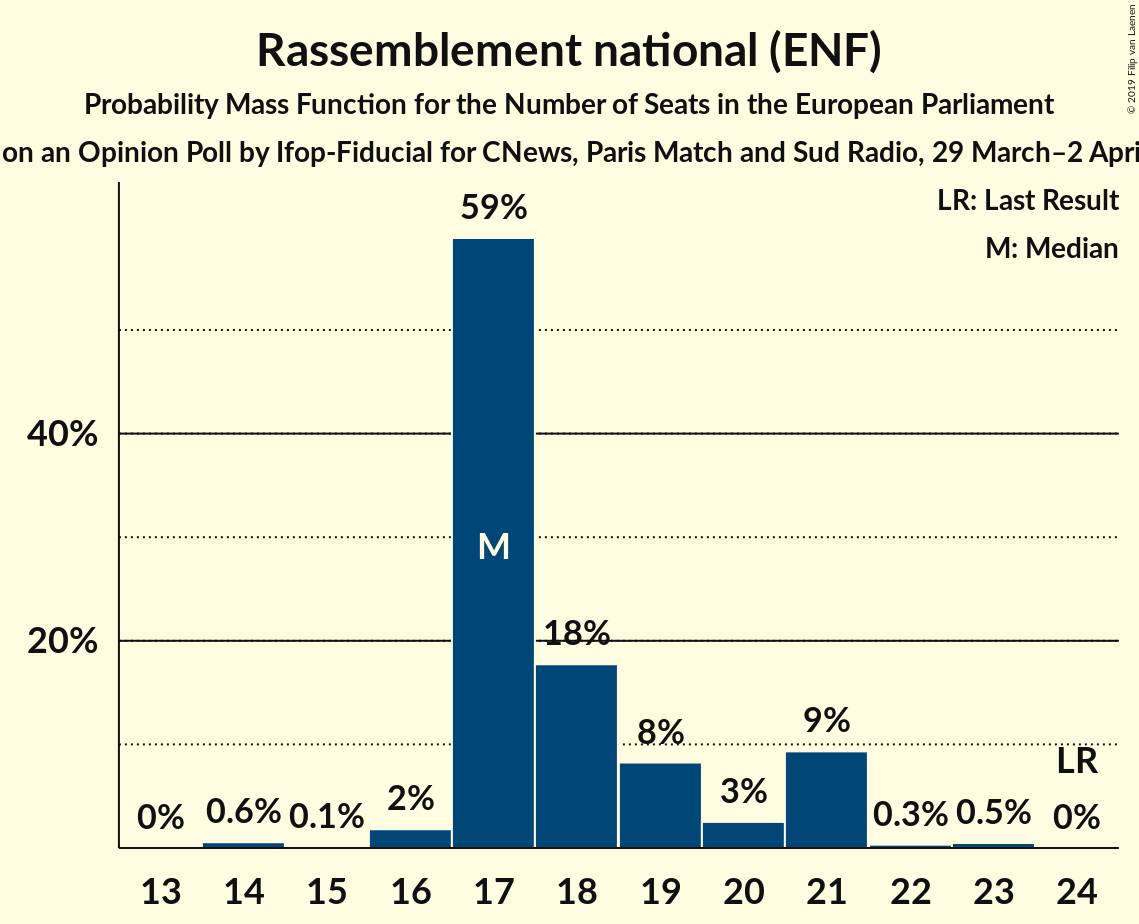 Rassemblement national (ENF)
Probability Mass Function for the Number of Seats in the European Parliament
on an Opinion Poll by Ifop-Fiducial for CNews, Paris Match and Sud Radio, 29 March–2 Apri
© 2019 Filip van Laenen
LR: Last Result
M: Median
59%
40%
M
20%
18%
8%
9%
LR
0%
0.6%
0.1%
2%
3%
0.3%
0.5%
0%
13 14 15 16 17 18 19 20 21 22 23 24